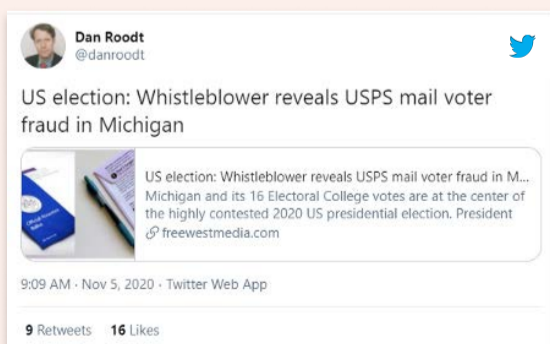 Dan Roodt
@danroodt
US election: Whistleblower reveals USPS mail voter
fraud in Michigan
US election: Whistleblower reveals USPS mail voter fraud in M...
Michigan and its 16 Electoral College votes are at the center of
the highly contested 2020 US presidential election. President
freewestmedia.com
9:09 AM · Nov 5, 2020 · Twitter Web App
9 Retweets 16 Likes